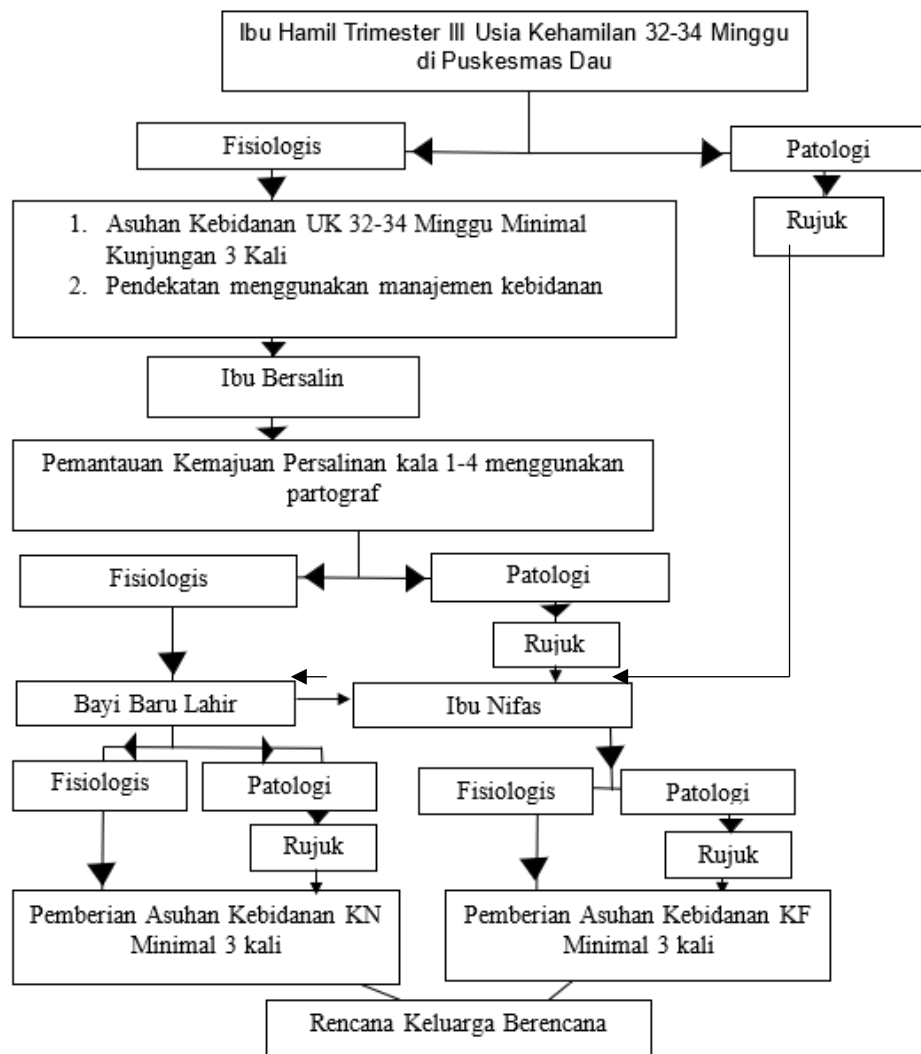 Ibu Hamil Trimester III Usia Kehamilan 32-34 Minggu
di Puskesmas Dau
Fisiologis
Patologi
Rujuk
1. Asuhan Kebidanan UK 32-34 Minggu Minimal
Kunjungan 3 Kali
2. Pendekatan menggunakan manajemen kebidanan
Ibu Bersalin
Pemantauan Kemajuan Persalinan kala 1-4 menggunakan
partograf
Fisiologis
Patologi
Rujuk
Bayi Baru Lahir
Ibu Nifas
Fisiologis
Patologi
Fisiologis
Patologi
Rujuk
Rujuk
Pemberian Asuhan Kebidanan KN
Minimal 3 kali
Pemberian Asuhan Kebidanan KF
Minimal 3 kali
Rencana Keluarga Berencana